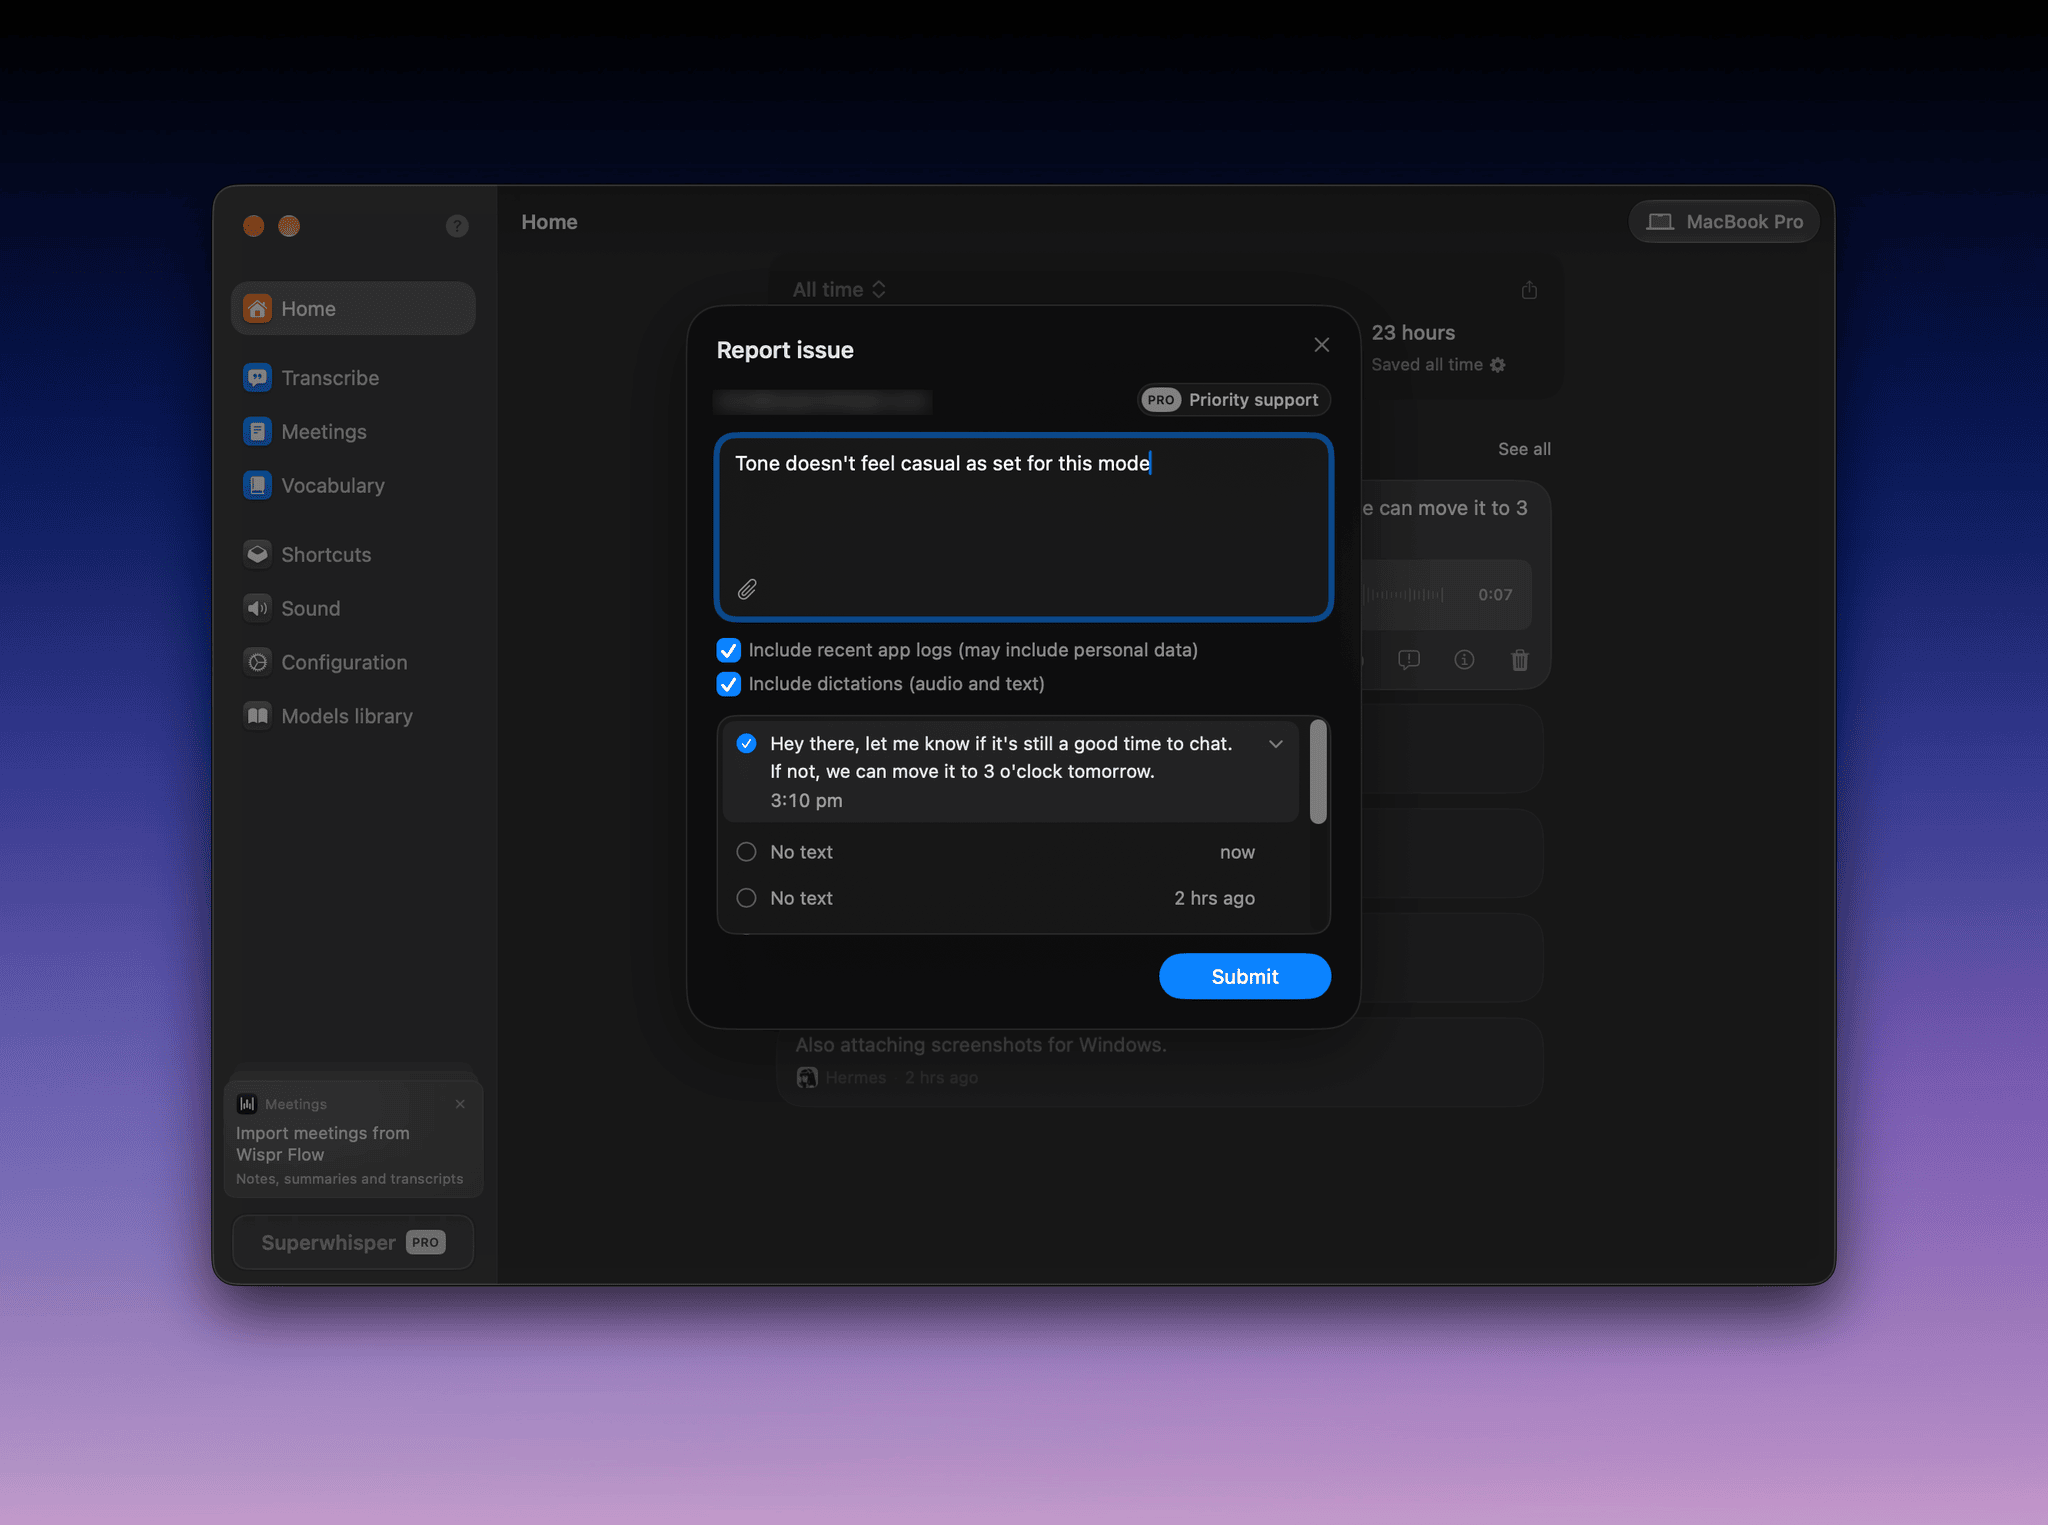 ?
Home
MacBook Pro
Home
Transcribe
Meetings
Vocabulary
Shortcuts
Sound
Configuration
Models library
Meetings
Import meetings from
Wispr Flow
Notes, summaries and transcripts
Superwhisper PRO
All time
23 hours
Saved all time
See all
e can move it to 3
0:07
Report issue
PRO Priority support
Tone doesn't feel casual as set for this mode
Include recent app logs (may include personal data)
Include dictations (audio and text)
Hey there, let me know if it's still a good time to chat.
If not, we can move it to 3 o'clock tomorrow.
3:10 pm
No text now
No text 2 hrs ago
Submit
Also attaching screenshots for Windows.
Hermes 2 hrs ago